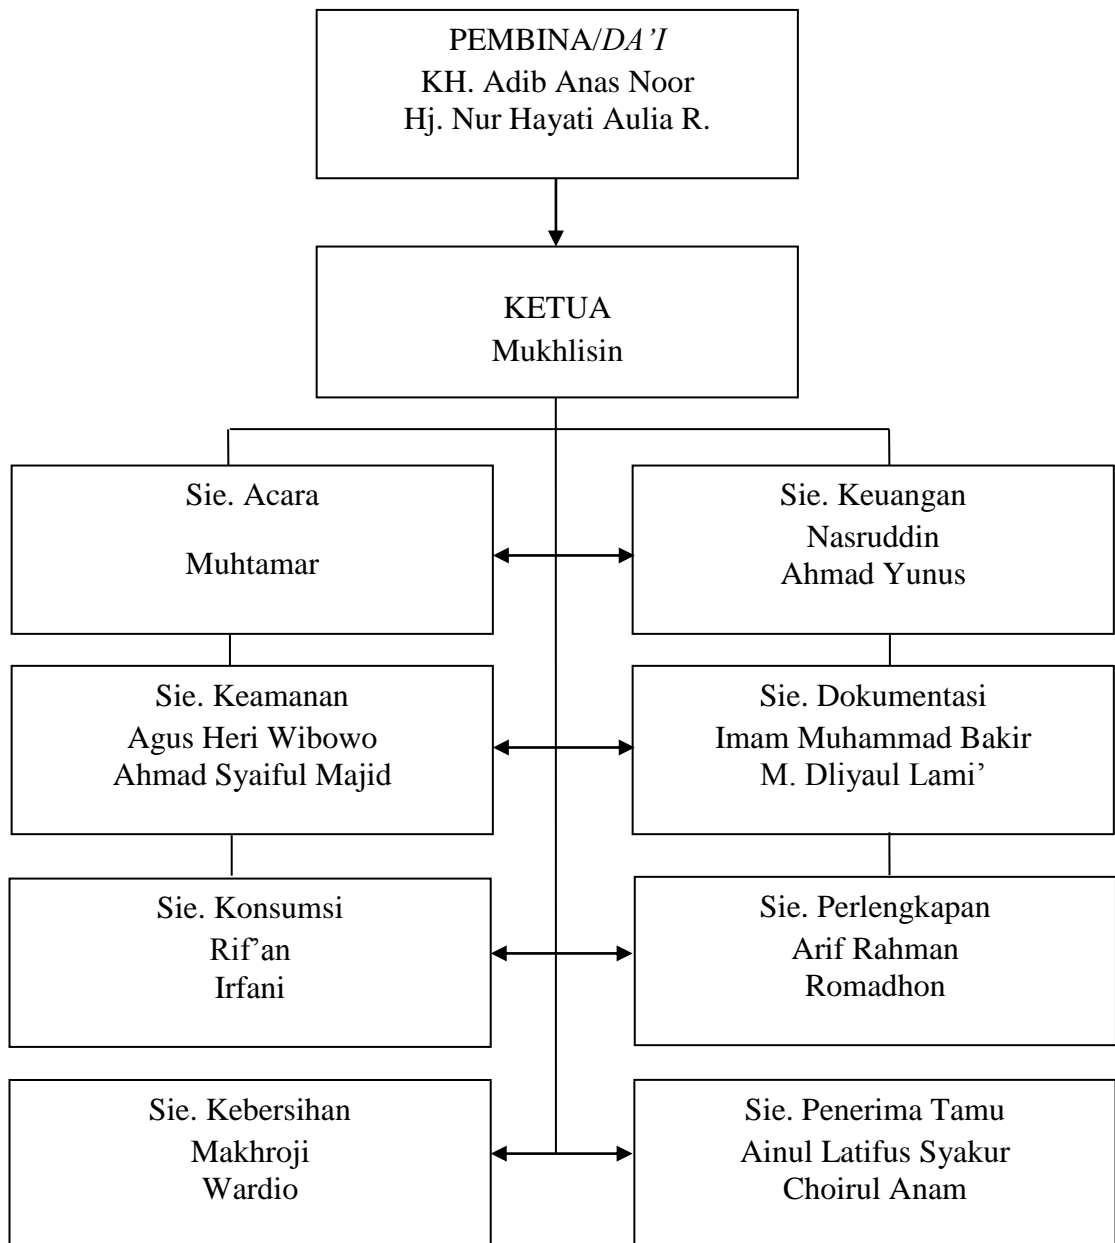 PEMBINA/DA’I
KH. Adib Anas Noor
Hj. Nur Hayati Aulia R.
KETUA
Mukhlisin
Sie. Acara
Muhtamar
Sie. Keuangan
Nasruddin
Ahmad Yunus
Sie. Keamanan
Agus Heri Wibowo
Ahmad Syaiful Majid
Sie. Dokumentasi
Imam Muhammad Bakir
M. Dliyaul Lami’
Sie. Konsumsi
Rif’an
Irfani
Sie. Perlengkapan
Arif Rahman
Romadhon
Sie. Kebersihan
Makhroji
Wardio
Sie. Penerima Tamu
Ainul Latifus Syakur
Choirul Anam